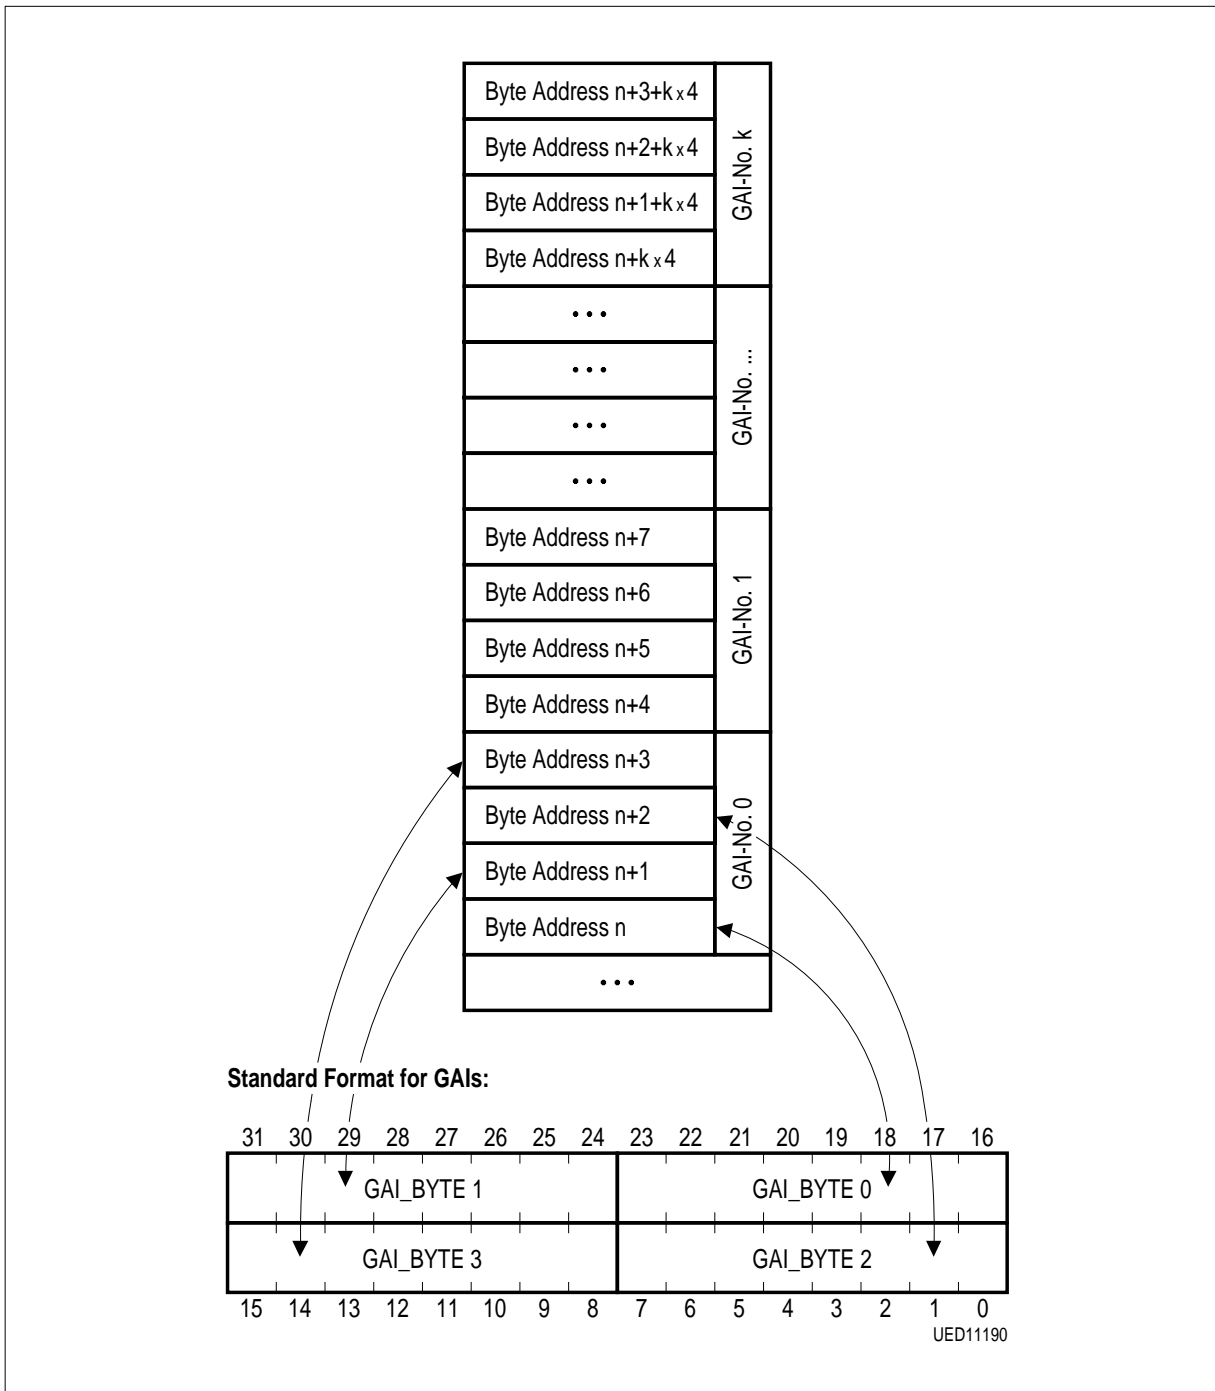 Byte Address n+3+k x 4
Byte Address n+2+k x 4
Byte Address n+1+k x 4
Byte Address n+k x 4
GAI-No. k
•••
•••
•••
•••
GAI-No. ...
Byte Address n+7
Byte Address n+6
Byte Address n+5
Byte Address n+4
GAI-No. 1
Byte Address n+3
Byte Address n+2
Byte Address n+1
Byte Address n
GAI-No. 0
•••
Standard Format for GAIs:
31 30 29 28 27 26 25 24 23 22 21 20 19 18 17 16
GAI_BYTE 1 GAI_BYTE 0
GAI_BYTE 3 GAI_BYTE 2
15 14 13 12 11 10 9 8 7 6 5 4 3 2 1 0
UED11190